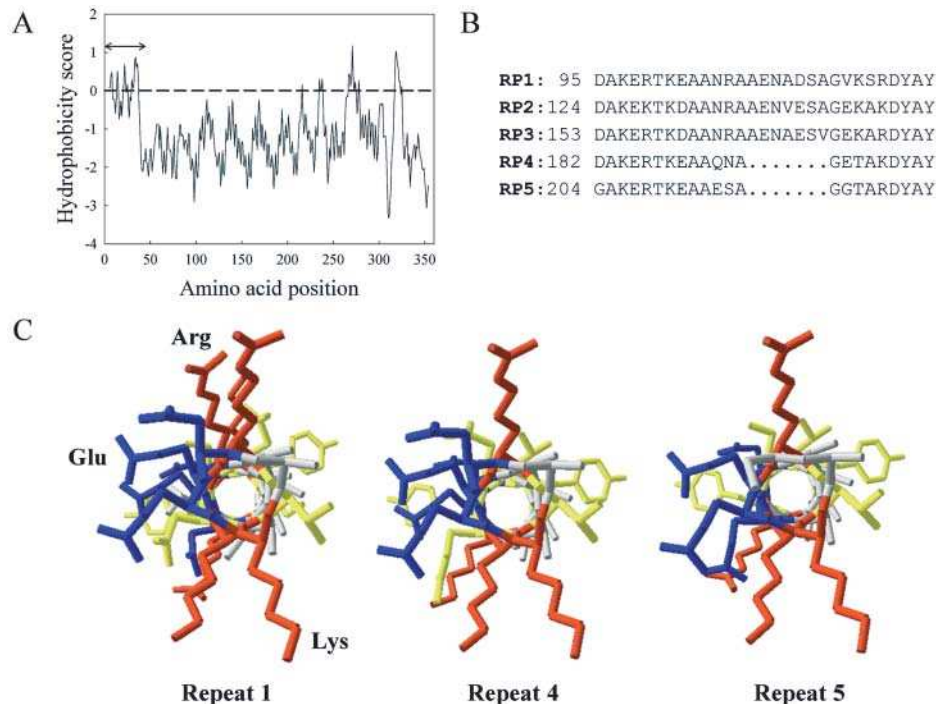 A
Hydrophobicity score
2
1
0
-1
-2
-3
-4
0 50 100 150 200 250 300 350
Amino acid position
B
RP1: 95 DAKERTKEAANRAAENADSAGVKSRDYAY
RP2: 124 DAKEKTKDAANRAAENVESAGEKAKDYAY
RP3: 153 DAKERTKDAANRAAENAESVGEKARDYAY
RP4: 182 DAKERTKEAAQNA.......GETAKDYAY
RP5: 204 GAKERTKEAAESA.......GGTARDYAY
C
Arg
Glu
Lys
Repeat 1
Repeat 4
Repeat 5